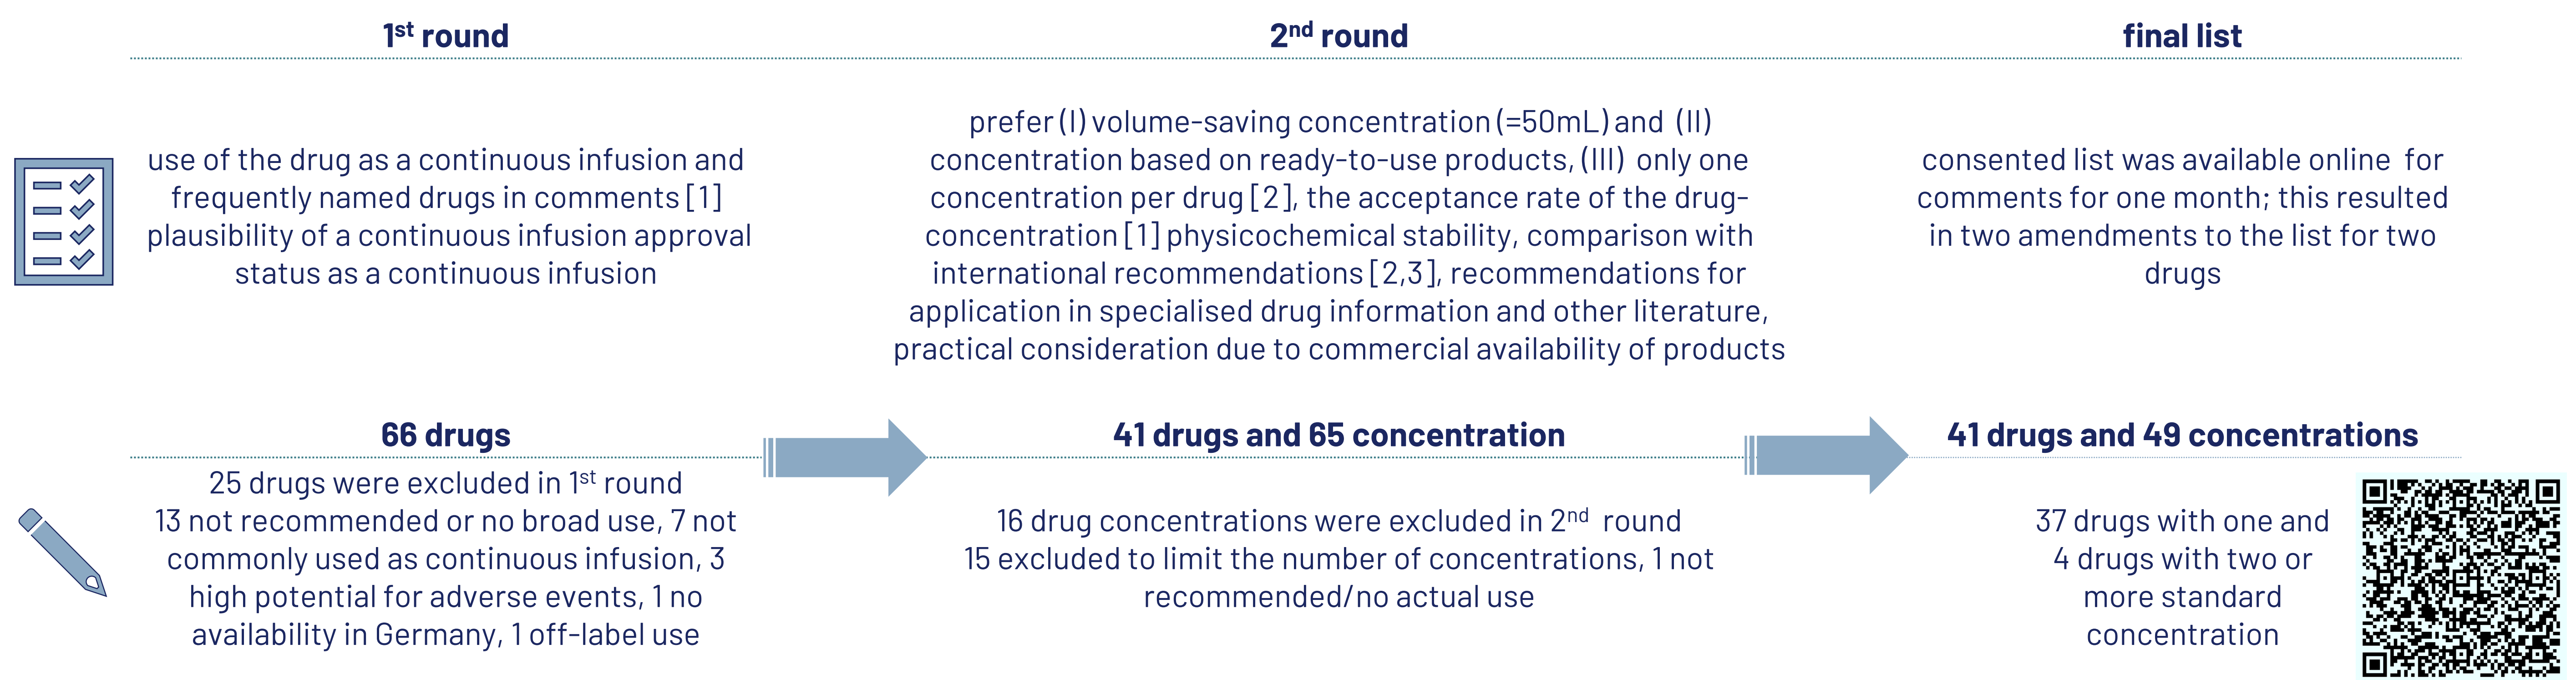 1st round
use of the drug as a continuous infusion and
frequently named drugs in comments [1]
plausibility of a continuous infusion approval
status as a continuous infusion
66 drugs
25 drugs were excluded in 1st round
13 not recommended or no broad use, 7 not
commonly used as continuous infusion, 3
high potential for adverse events, 1 no
availability in Germany, 1 off-label use
2nd round
prefer (I) volume-saving concentration (=50mL) and (II)
concentration based on ready-to-use products, (III) only one
concentration per drug [2], the acceptance rate of the drug-
concentration [1] physicochemical stability, comparison with
international recommendations [2,3], recommendations for
application in specialised drug information and other literature,
practical consideration due to commercial availability of products
41 drugs and 65 concentration
16 drug concentrations were excluded in 2nd round
15 excluded to limit the number of concentrations, 1 not
recommended/no actual use
final list
consented list was available online for
comments for one month; this resulted
in two amendments to the list for two
drugs
41 drugs and 49 concentrations
37 drugs with one and
4 drugs with two or
more standard
concentration